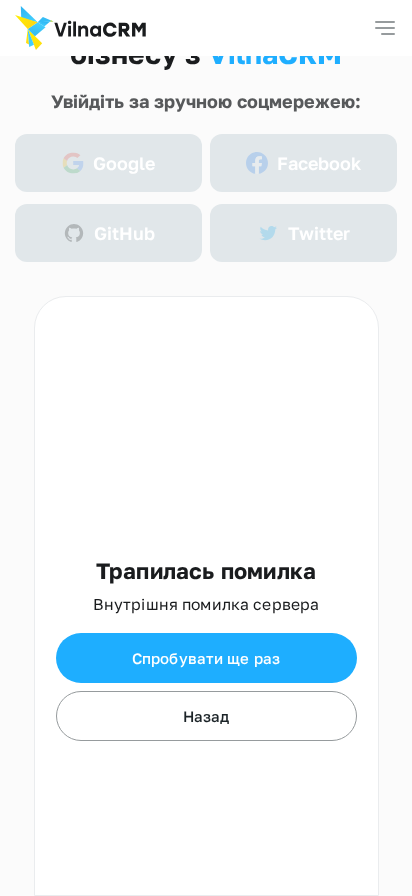 VilnaCRM
бізнесу з VilnaCRM
Увійдіть за зручною соцмережею:
Google
Facebook
GitHub
Twitter
Трапилась помилка
Внутрішня помилка сервера
Спробувати ще раз
Назад